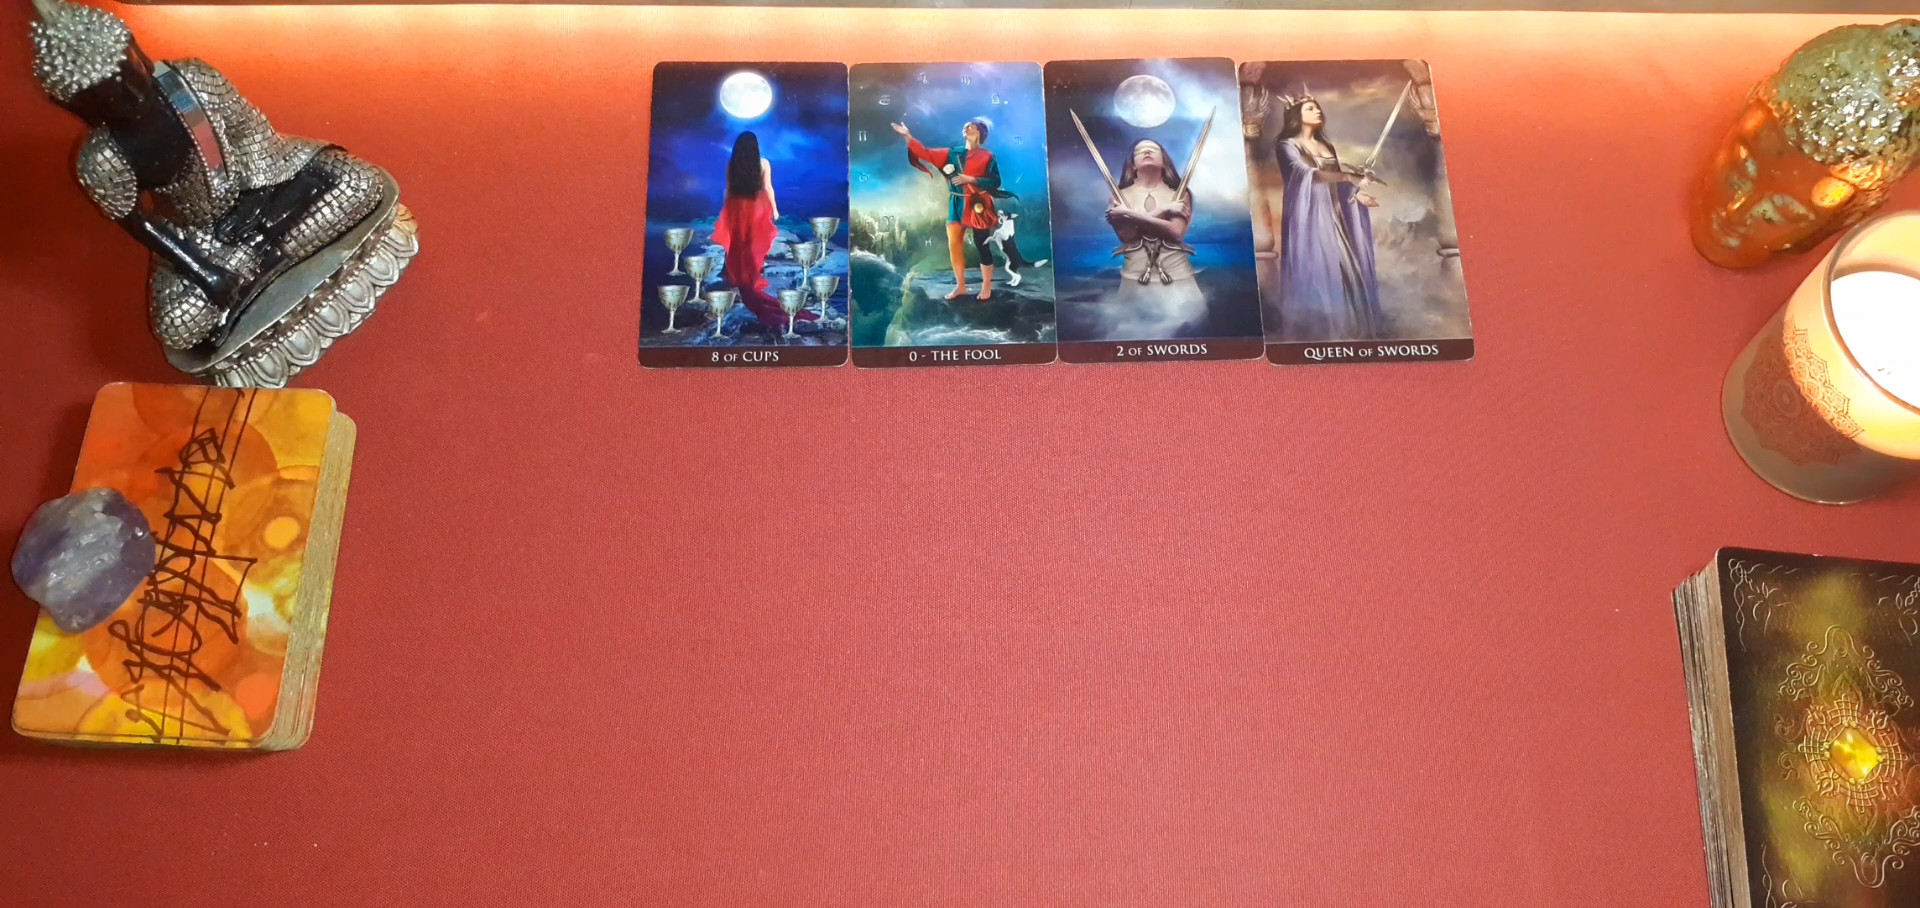 8 OF CUPS
0 - THE FOOL
2 OF SWORDS
QUEEN OF SWORDS